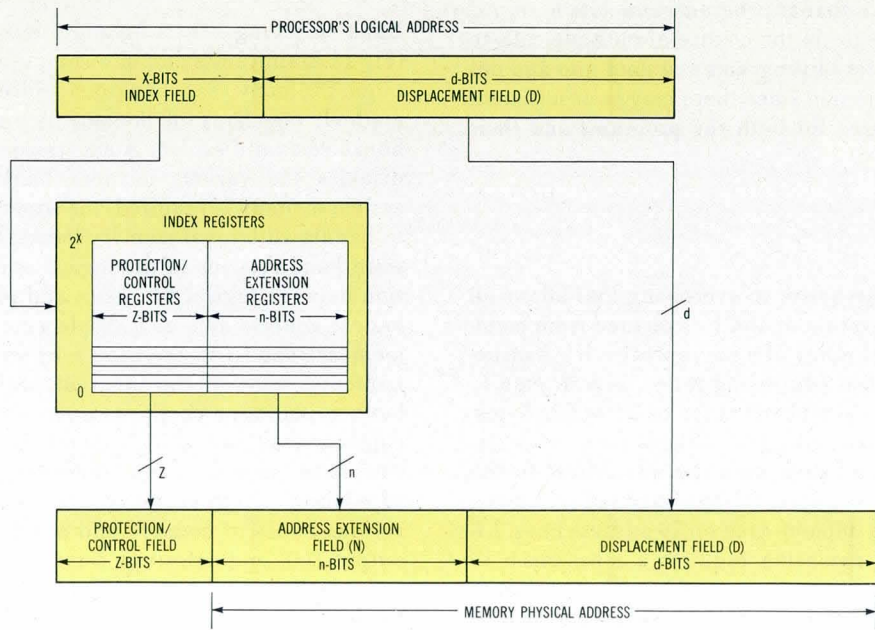 PROCESSOR'S LOGICAL ADDRESS
X-BITS
INDEX FIELD
d-BITS
DISPLACEMENT FIELD (D)
INDEX REGISTERS
2^X
PROTECTION/
CONTROL
REGISTERS
Z-BITS
ADDRESS
EXTENSION
REGISTERS
n-BITS
0
d
Z
n
PROTECTION/
CONTROL FIELD
Z-BITS
ADDRESS EXTENSION
FIELD (N)
n-BITS
DISPLACEMENT FIELD (D)
d-BITS
MEMORY PHYSICAL ADDRESS